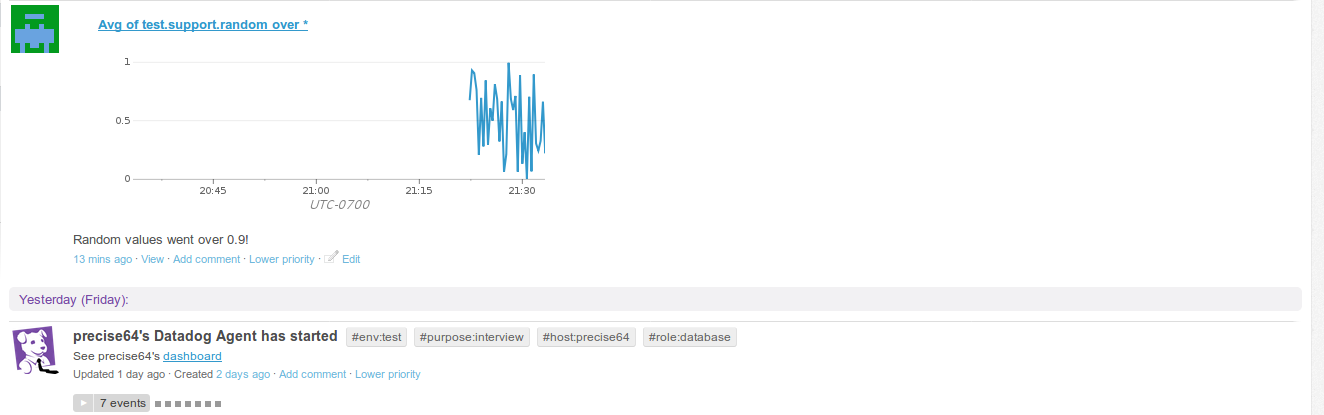 Avg of test.support.random over *
1
0.5
0
20:45 21:00 21:15 21:30
UTC-0700
Random values went over 0.9!
13 mins ago · View · Add comment · Lower priority · Edit
Yesterday (Friday):
precise64's Datadog Agent has started #env:test #purpose:interview #host:precise64 #role:database
See precise64's dashboard
Updated 1 day ago · Created 2 days ago · Add comment · Lower priority
7 events